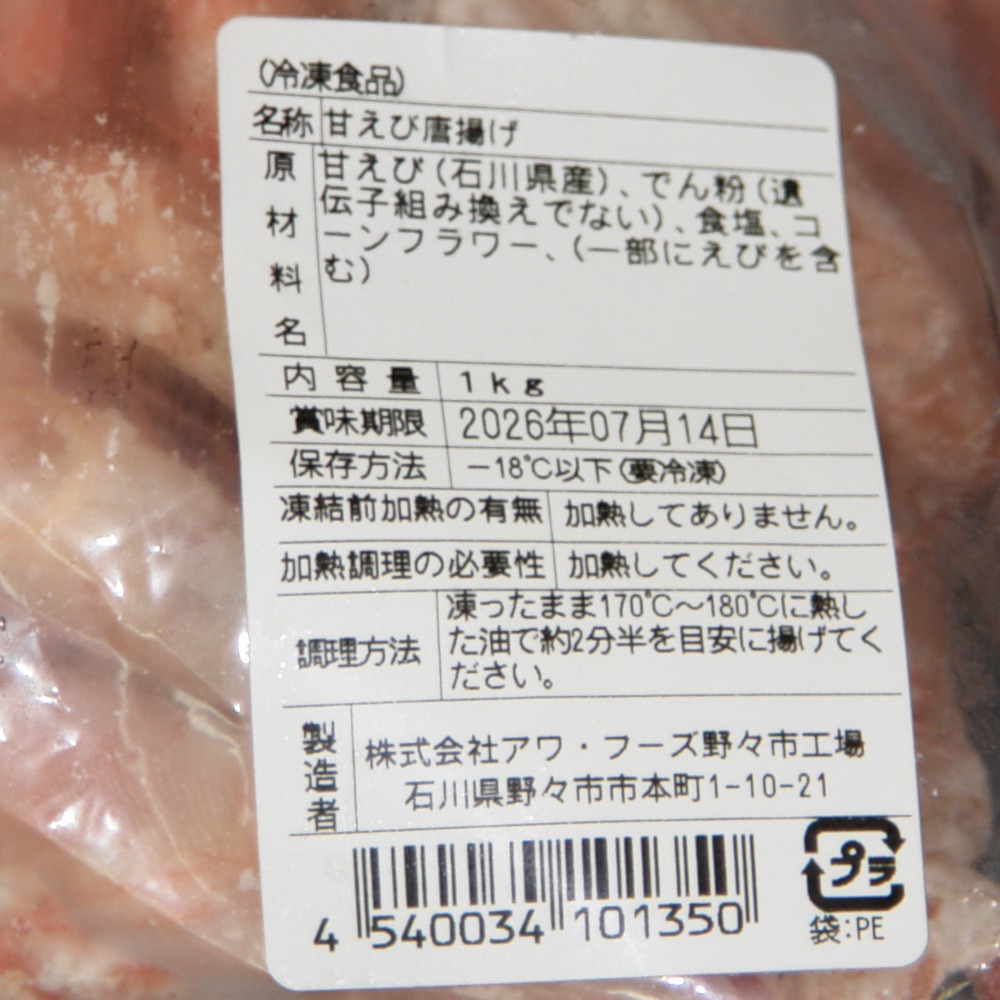 (冷凍食品)
名称 甘えび唐揚げ
原材料名 甘えび(石川県産)、でん粉(遺
伝子組み換えでない)、食塩、コ
ーンフラワー、(一部にえびを含
む)
内容量 1kg
賞味期限 2026年07月14日
保存方法 -18℃以下(要冷凍)
凍結前加熱の有無 加熱してありません。
加熱調理の必要性 加熱してください。
調理方法 凍ったまま170℃～180℃に熱し
た油で約2分半を目安に揚げてく
ださい。
製造者 株式会社アワ・フーズ野々市工場
石川県野々市市本町1-10-21
4 540034 101350
プラ
袋:PE